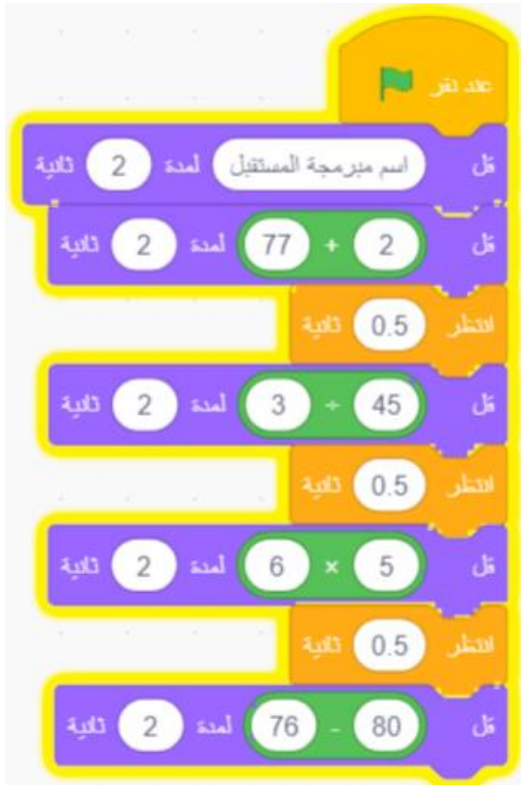 عند نقر
قل اسم مبرمجة المستقبل لمدة 2 ثانية
قل 2 + 77 لمدة 2 ثانية
انتظر 0.5 ثانية
قل 45 ÷ 3 لمدة 2 ثانية
انتظر 0.5 ثانية
قل 5 × 6 لمدة 2 ثانية
انتظر 0.5 ثانية
قل 80 - 76 لمدة 2 ثانية